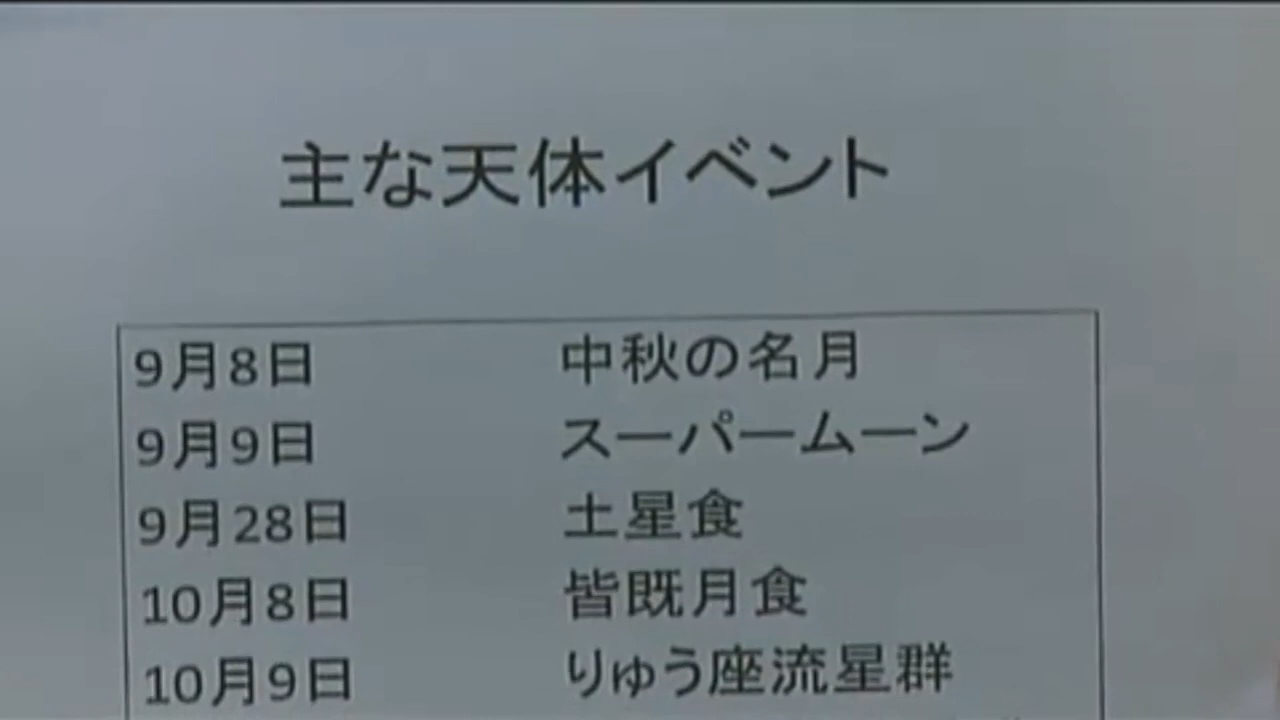 主な天体イベント
9月8日 中秋の名月
9月9日 スーパームーン
9月28日 土星食
10月8日 皆既月食
10月9日 りゅう座流星群